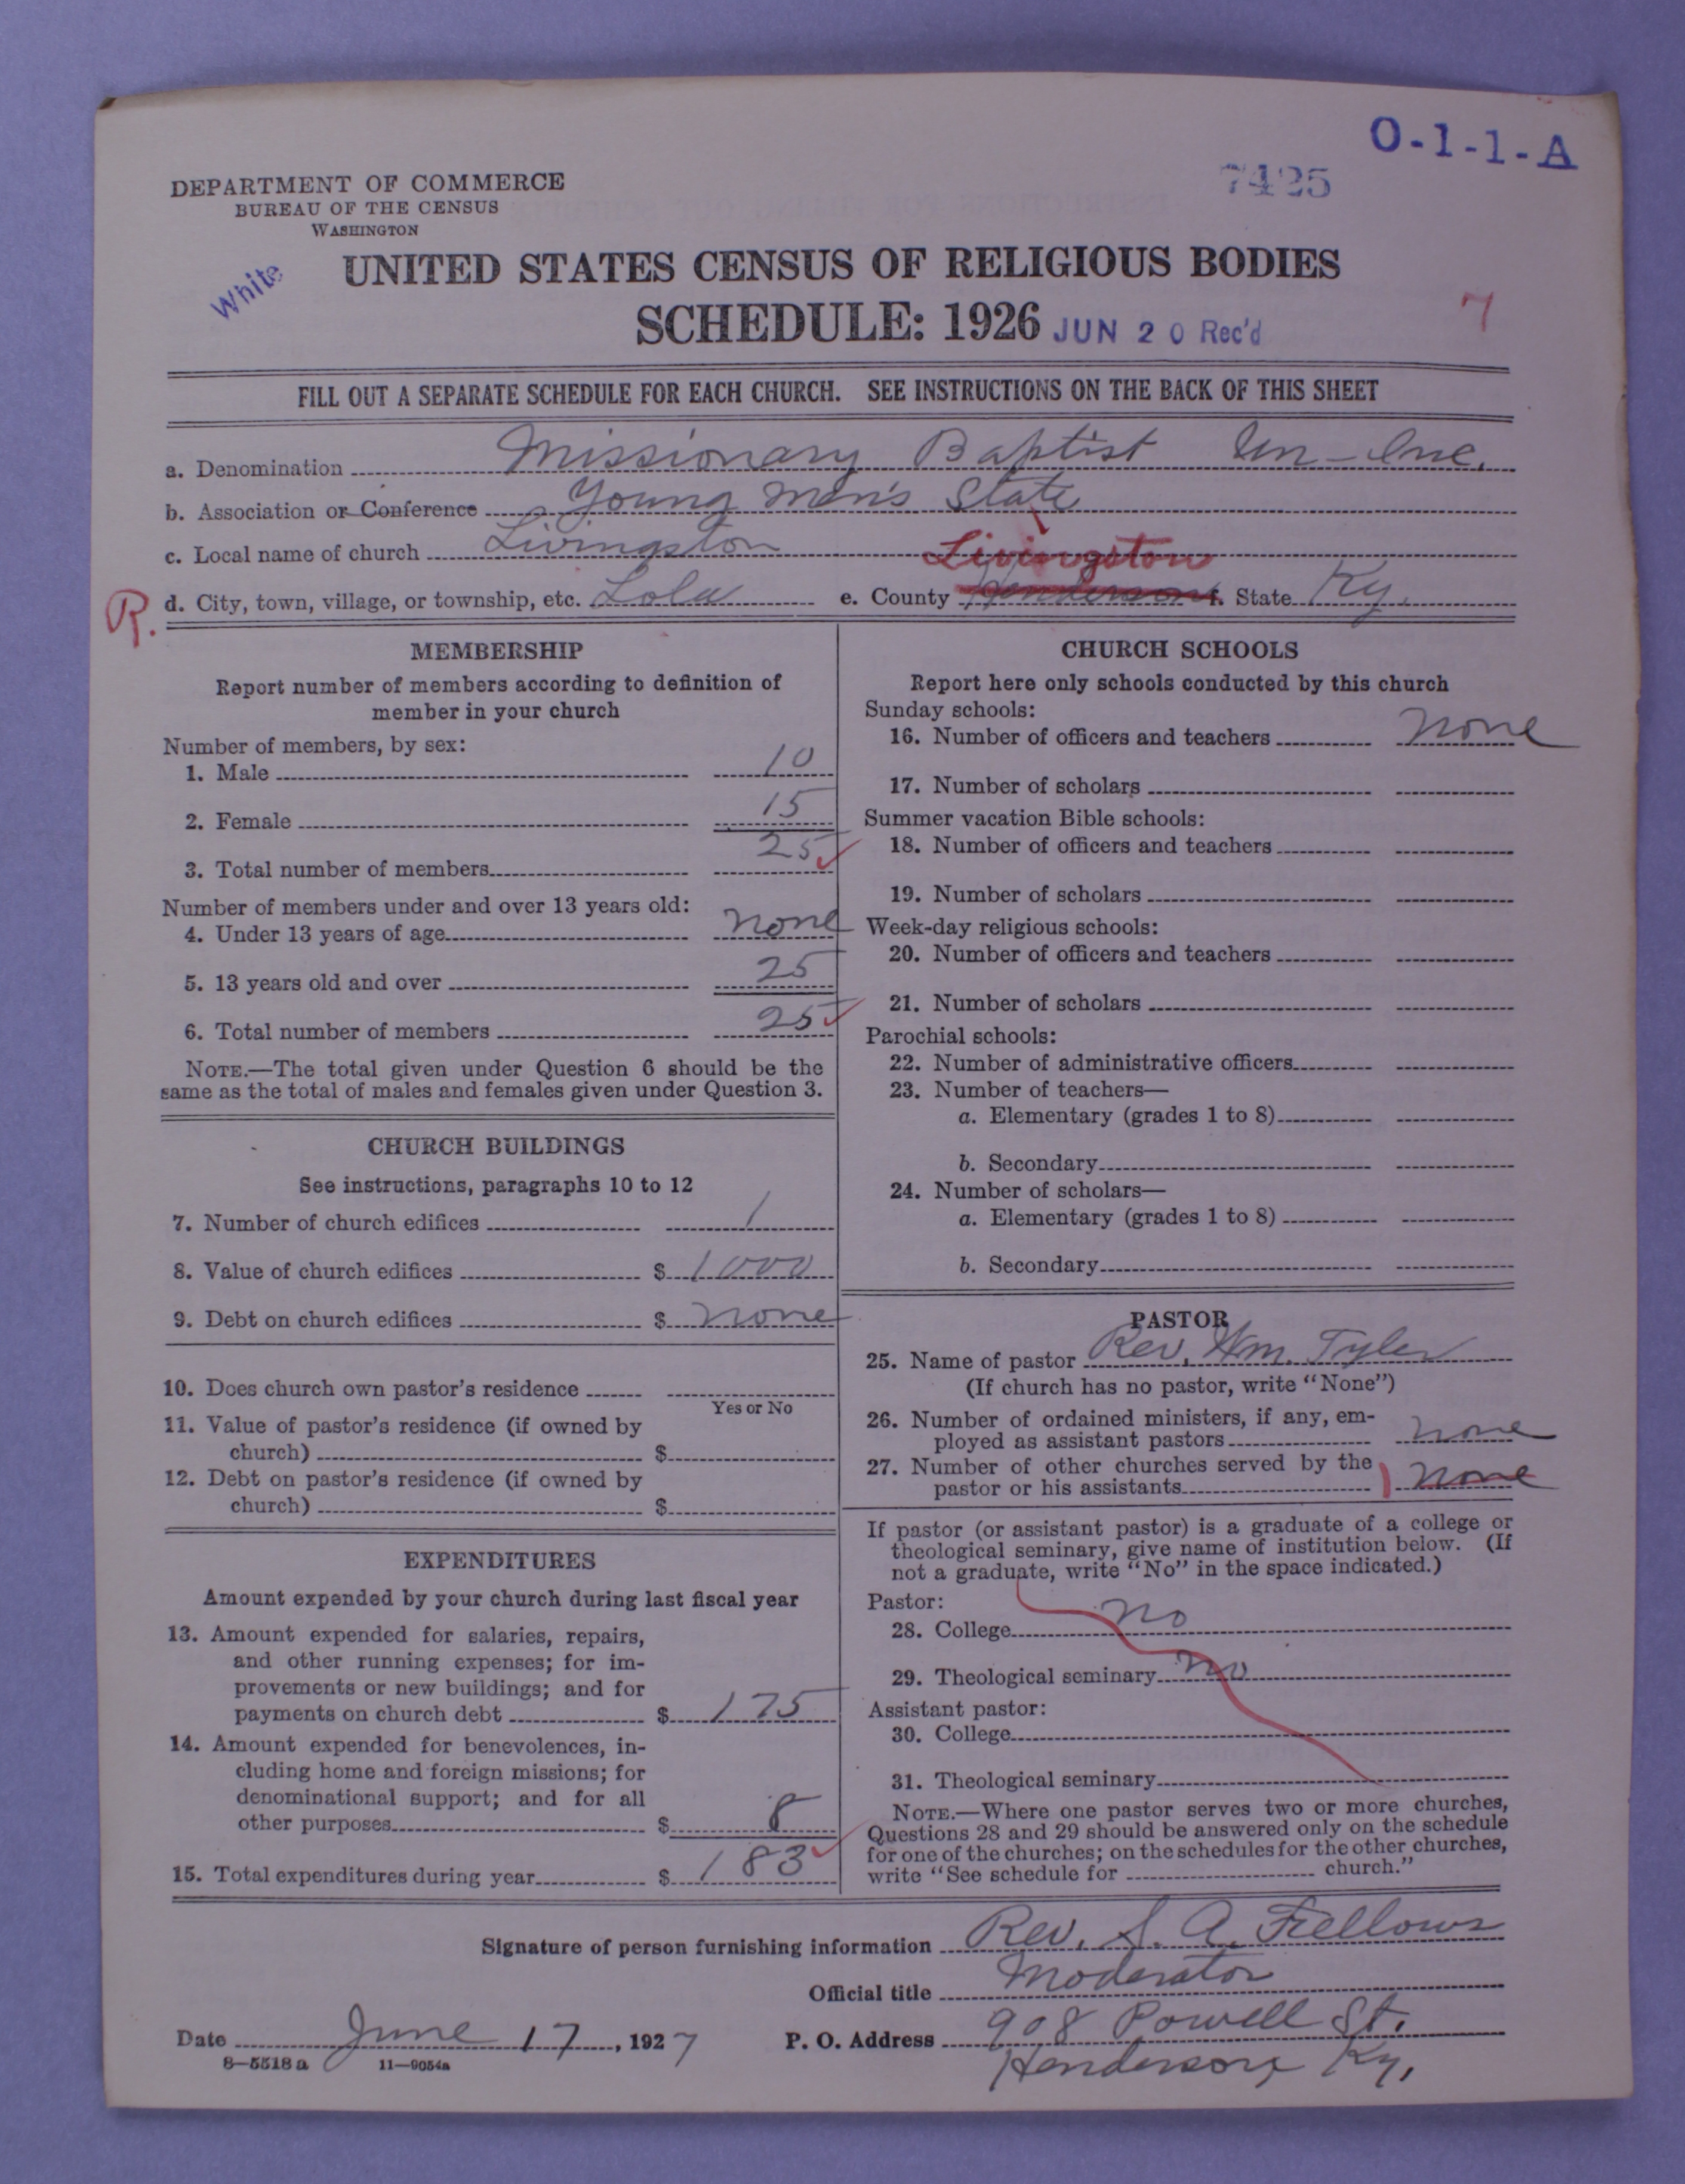 O-1-1-A
7425
DEPARTMENT OF COMMERCE
BUREAU OF THE CENSUS
WASHINGTON
White
UNITED STATES CENSUS OF RELIGIOUS BODIES
SCHEDULE: 1926 JUN 20 Rec'd
7
FILL OUT A SEPARATE SCHEDULE FOR EACH CHURCH. SEE INSTRUCTIONS ON THE BACK OF THIS SHEET
a. Denomination Missionary Baptist Un-Inc.
b. Association or Conference Young Men's State
c. Local name of church Livingston
Livingston
R. d. City, town, village, or township, etc. Lola e. County Henderson f. State Ky.
MEMBERSHIP
Report number of members according to definition of
member in your church
Number of members, by sex:
1. Male 10
2. Female 15
3. Total number of members 25
Number of members under and over 13 years old:
4. Under 13 years of age none
5. 13 years old and over 25
6. Total number of members 25
NOTE.—The total given under Question 6 should be the
same as the total of males and females given under Question 3.
CHURCH BUILDINGS
See instructions, paragraphs 10 to 12
7. Number of church edifices 1
8. Value of church edifices $ 1000
9. Debt on church edifices $ none
10. Does church own pastor's residence
Yes or No
11. Value of pastor's residence (if owned by
church) $
12. Debt on pastor's residence (if owned by
church) $
EXPENDITURES
Amount expended by your church during last fiscal year
13. Amount expended for salaries, repairs,
and other running expenses; for im-
provements or new buildings; and for
payments on church debt $ 175
14. Amount expended for benevolences, in-
cluding home and foreign missions; for
denominational support; and for all
other purposes $ 8
15. Total expenditures during year $ 183
CHURCH SCHOOLS
Report here only schools conducted by this church
Sunday schools:
16. Number of officers and teachers none
17. Number of scholars
Summer vacation Bible schools:
18. Number of officers and teachers
19. Number of scholars
Week-day religious schools:
20. Number of officers and teachers
21. Number of scholars
Parochial schools:
22. Number of administrative officers
23. Number of teachers—
a. Elementary (grades 1 to 8)
b. Secondary
24. Number of scholars—
a. Elementary (grades 1 to 8)
b. Secondary
PASTOR
25. Name of pastor Rev. Wm. Tyler
(If church has no pastor, write "None")
26. Number of ordained ministers, if any, em-
ployed as assistant pastors none
27. Number of other churches served by the
pastor or his assistants none
If pastor (or assistant pastor) is a graduate of a college or
theological seminary, give name of institution below. (If
not a graduate, write "No" in the space indicated.)
Pastor:
28. College no
29. Theological seminary no
Assistant pastor:
30. College
31. Theological seminary
NOTE.—Where one pastor serves two or more churches,
Questions 28 and 29 should be answered only on the schedule
for one of the churches; on the schedules for the other churches,
write "See schedule for church."
Signature of person furnishing information Rev. S. A. Fellows
Official title Moderator
Date June 17, 1927 P. O. Address 908 Powell St.
8—5518 a 11—9054a Henderson Ky.